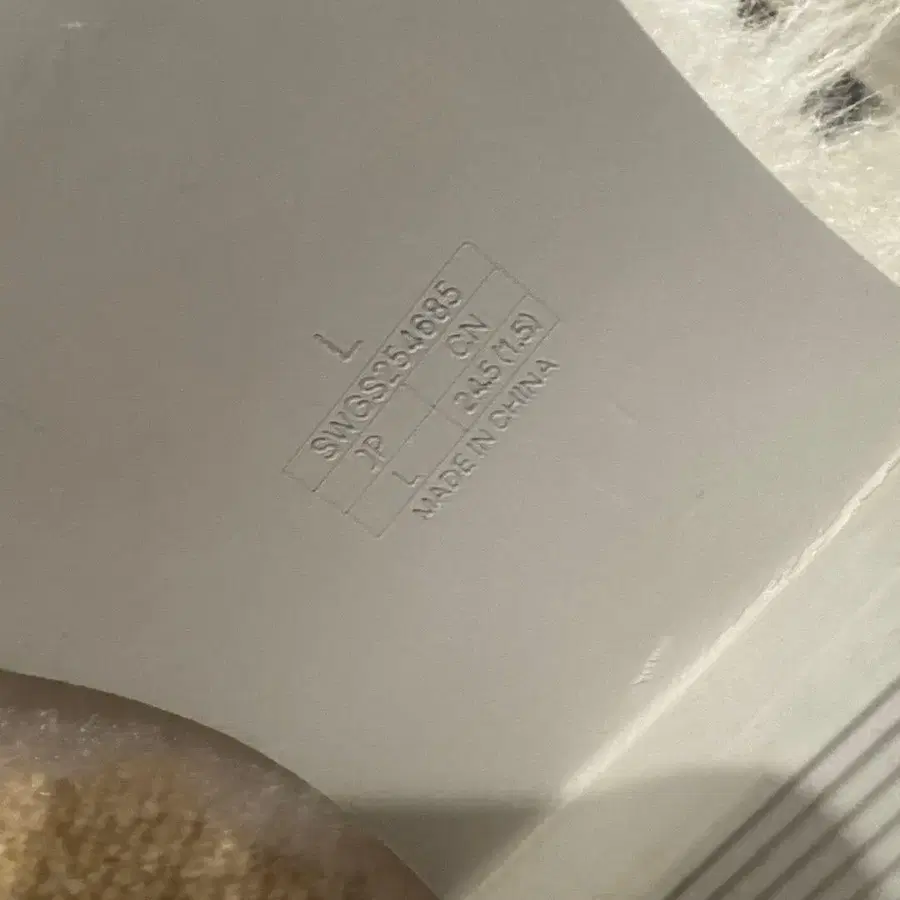 L
SWGS254685
JP CN
L 245 (1.5)
MADE IN CHINA